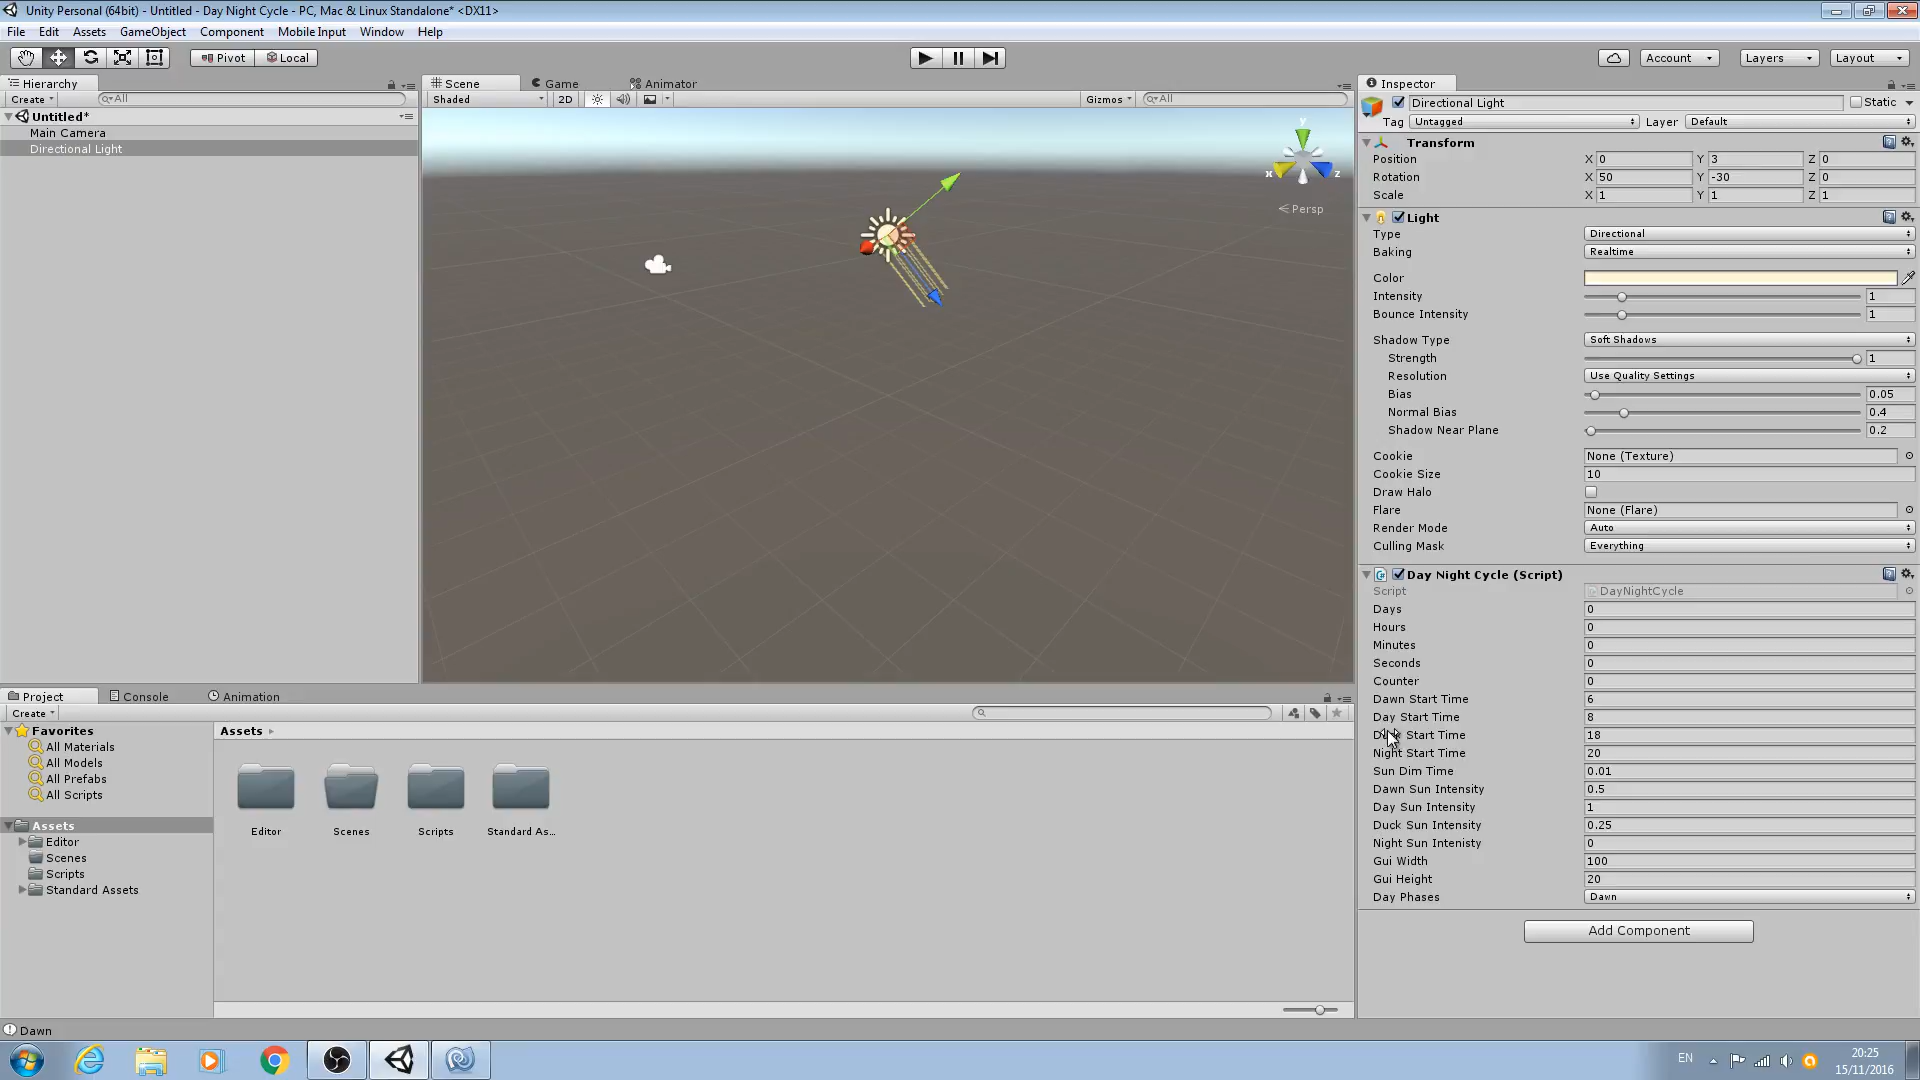 Unity Personal (64bit) - Untitled - Day Night Cycle - PC, Mac & Linux Standalone* <DX11>
File Edit Assets GameObject Component Mobile Input Window Help
Pivot Local Account Layers Layout
Hierarchy
Create All
Untitled*
Main Camera
Directional Light
Scene Game Animator
Shaded 2D Gizmos All
y
x z
Persp
Inspector
Directional Light Static
Tag Untagged Layer Default
Transform
Position X 0 Y 3 Z 0
Rotation X 50 Y -30 Z 0
Scale X 1 Y 1 Z 1
Light
Type Directional
Baking Realtime
Color
Intensity 1
Bounce Intensity 1
Shadow Type Soft Shadows
Strength 1
Resolution Use Quality Settings
Bias 0.05
Normal Bias 0.4
Shadow Near Plane 0.2
Cookie None (Texture)
Cookie Size 10
Draw Halo
Flare None (Flare)
Render Mode Auto
Culling Mask Everything
Day Night Cycle (Script)
Script DayNightCycle
Days 0
Hours 0
Minutes 0
Seconds 0
Counter 0
Dawn Start Time 6
Day Start Time 8
Start Time 18
Night Start Time 20
Sun Dim Time 0.01
Dawn Sun Intensity 0.5
Day Sun Intensity 1
Duck Sun Intensity 0.25
Night Sun Intenisty 0
Gui Width 100
Gui Height 20
Day Phases Dawn
Add Component
Project Console Animation
Create
Favorites
All Materials
All Models
All Prefabs
All Scripts
Assets
Editor
Scenes
Scripts
Standard Assets
Assets
Editor Scenes Scripts Standard As...
Dawn
EN
20:25
15/11/2016